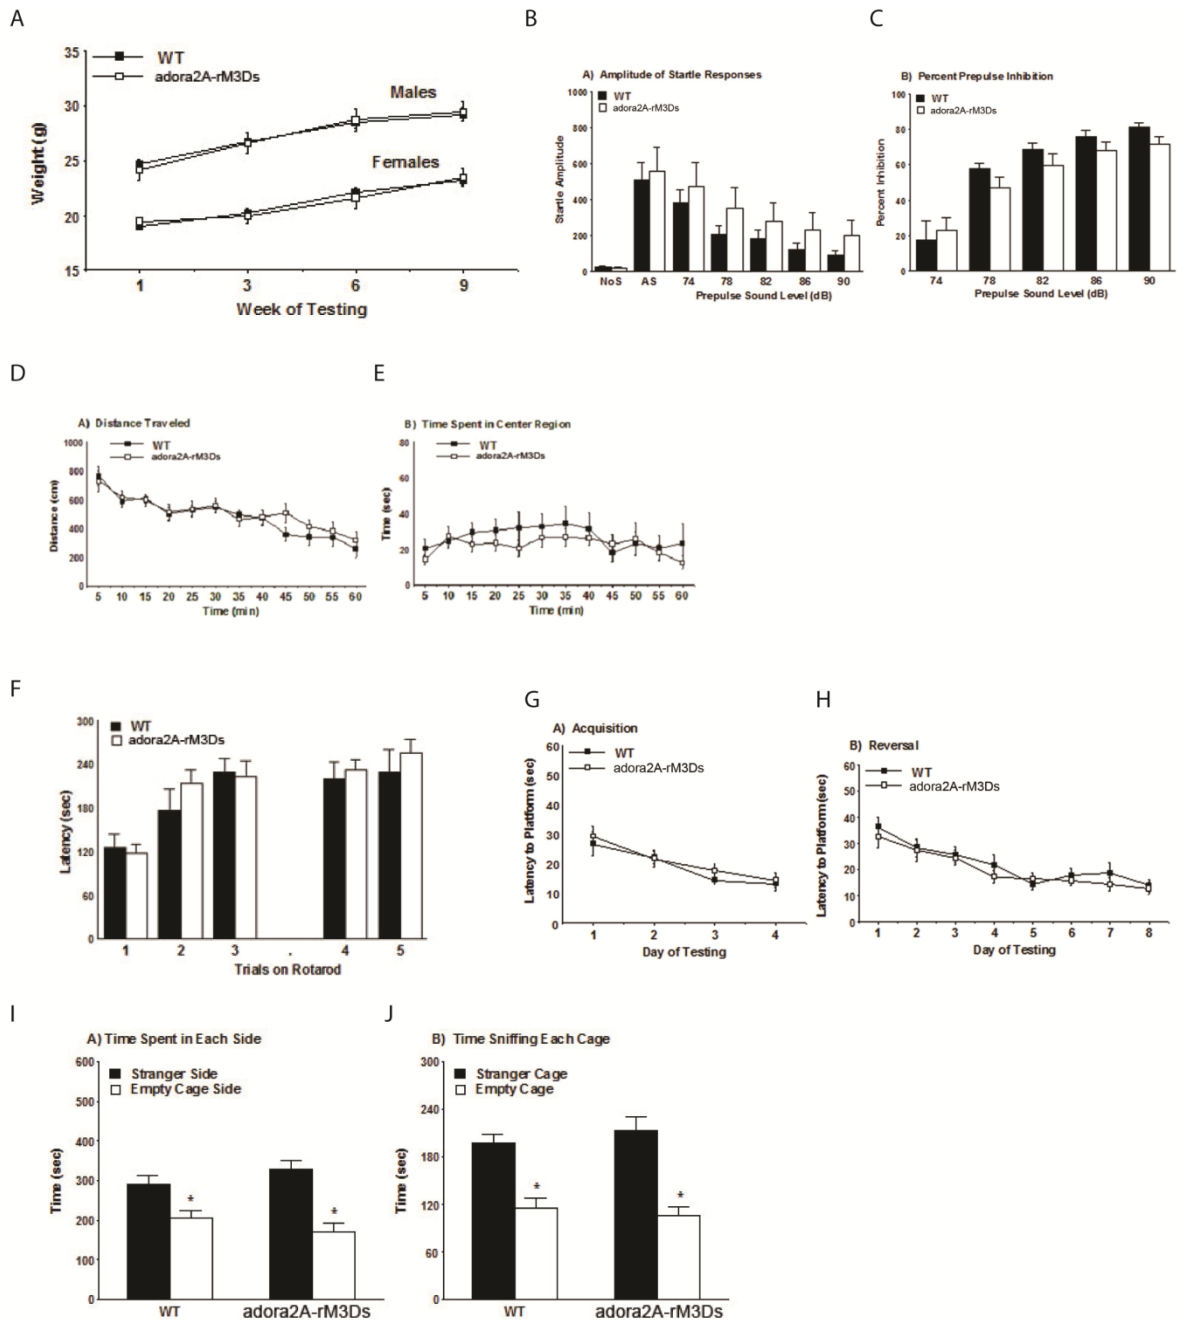 A
35
30
25
20
15
WT
adora2A-rM3Ds
Males
Females
Weight (g)
1 3 6 9
Week of Testing
B
A) Amplitude of Startle Responses
1000
800
600
400
200
0
WT
adora2A-rM3Ds
Startle Amplitude
NoS AS 74 78 82 86 90
Prepulse Sound Level (dB)
C
B) Percent Prepulse Inhibition
100
80
60
40
20
0
WT
adora2A-rM3Ds
Percent Inhibition
74 78 82 86 90
Prepulse Sound Level (dB)
D
A) Distance Traveled
1000
800
600
400
200
0
WT
adora2A-rM3Ds
Distance (cm)
5 10 15 20 25 30 35 40 45 50 55 60
Time (min)
E
B) Time Spent in Center Region
80
60
40
20
0
WT
adora2A-rM3Ds
Time (sec)
5 10 15 20 25 30 35 40 45 50 55 60
Time (min)
F
300
240
180
120
60
0
WT
adora2A-rM3Ds
Latency (sec)
1 2 3 . 4 5
Trials on Rotarod
G
A) Acquisition
60
50
40
30
20
10
0
WT
adora2A-rM3Ds
Latency to Platform (sec)
1 2 3 4
Day of Testing
H
B) Reversal
60
50
40
30
20
10
0
WT
adora2A-rM3Ds
Latency to Platform (sec)
1 2 3 4 5 6 7 8
Day of Testing
I
A) Time Spent in Each Side
600
500
400
300
200
100
0
Stranger Side
Empty Cage Side
Time (sec)
* *
WT adora2A-rM3Ds
J
B) Time Sniffing Each Cage
300
240
180
120
60
0
Stranger Cage
Empty Cage
Time (sec)
* *
WT adora2A-rM3Ds